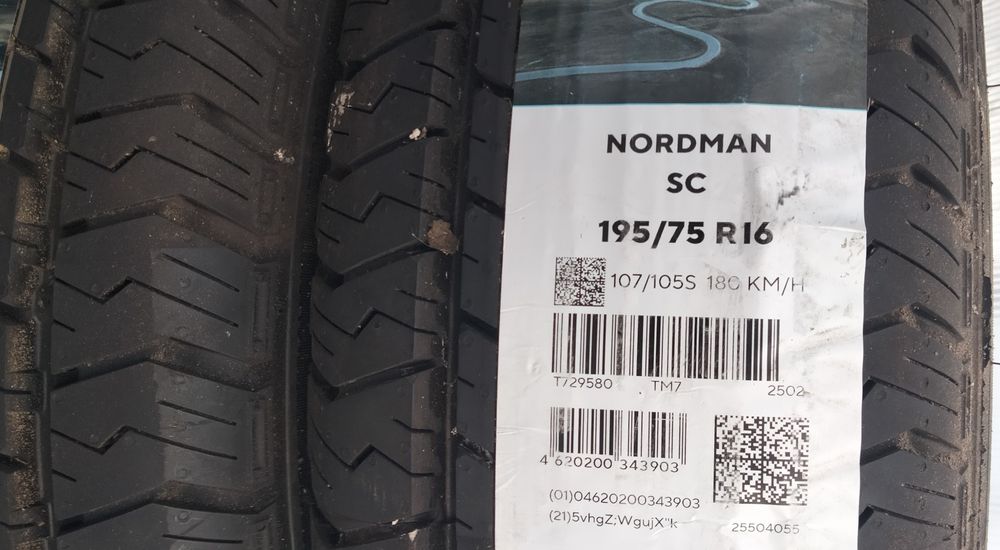 NORDMAN
SC
195/75 R16
107/105S 180 KM/H
T729580 TM7 2502
4 620200 343903
(01)04620200343903
(21)5vhgZ;WgujX"k
25504055